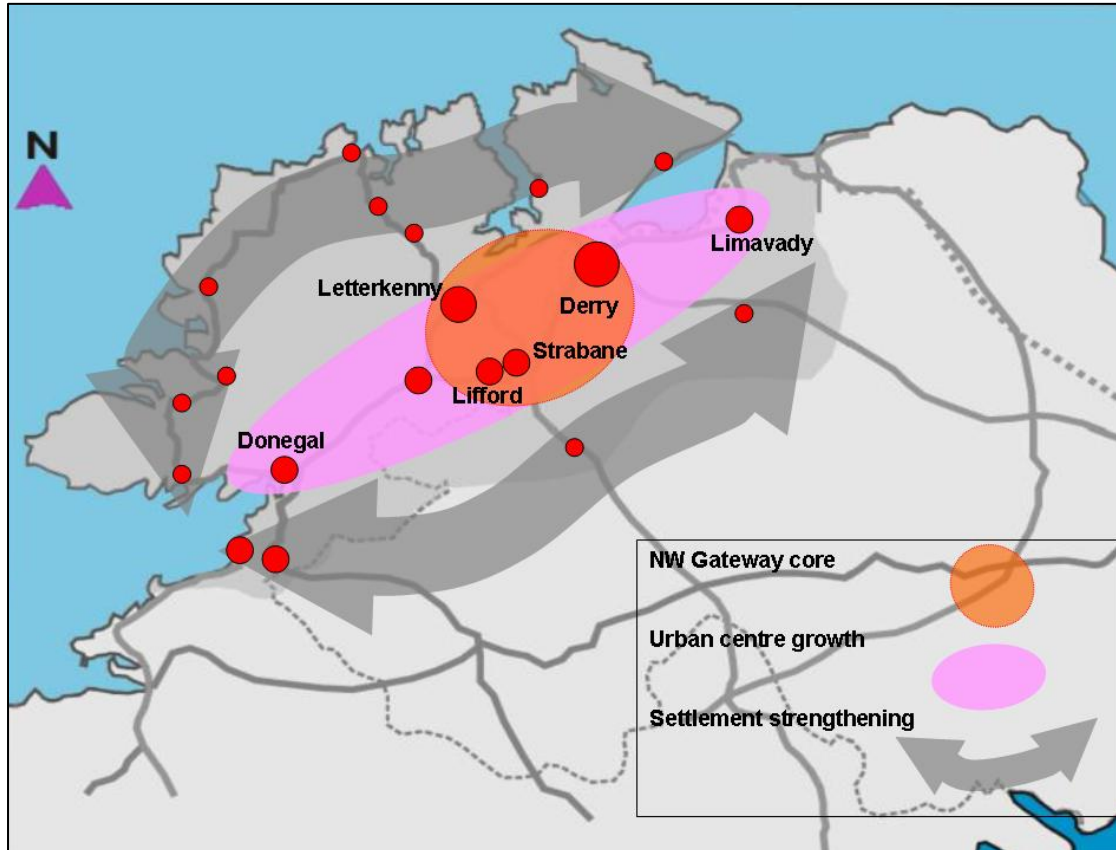 N
Limavady
Letterkenny
Derry
Strabane
Lifford
Donegal
NW Gateway core
Urban centre growth
Settlement strengthening